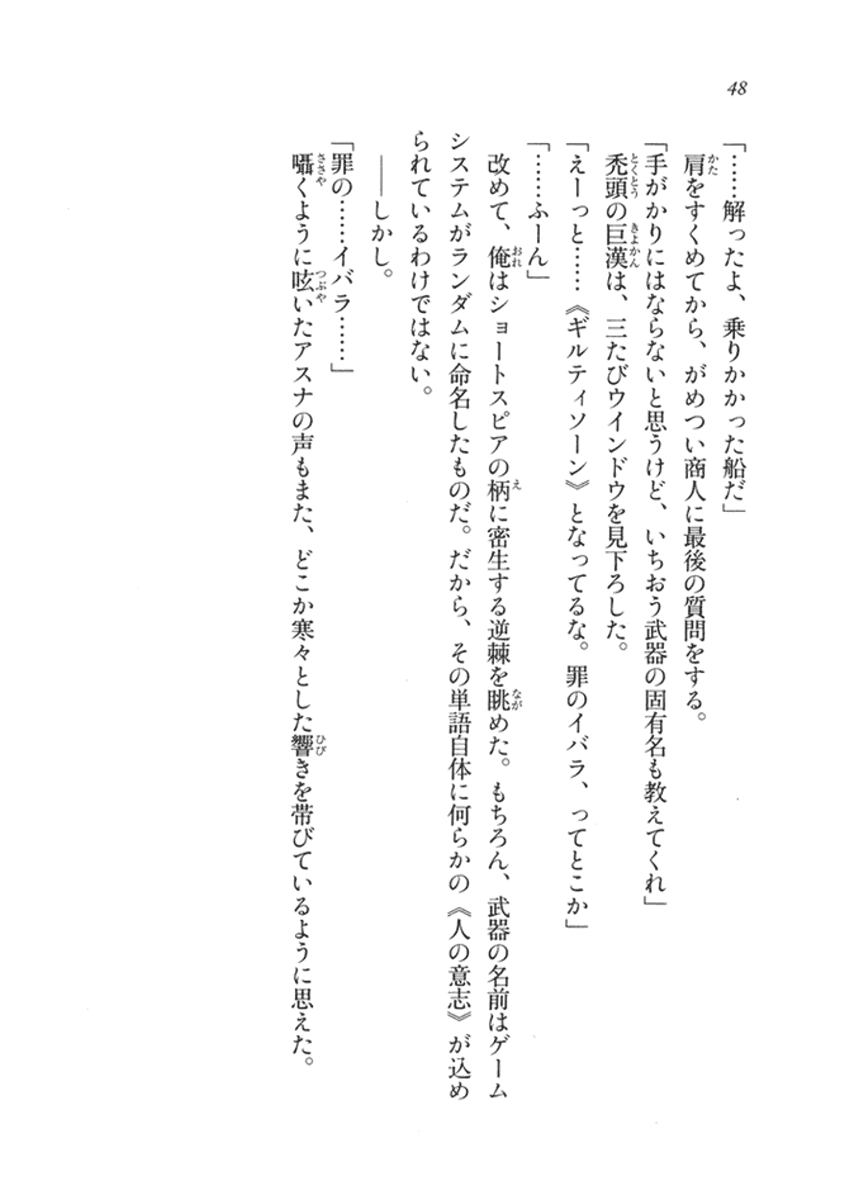 48
「……解ったよ、乗りかかった船だ」
肩をすくめてから、がめつい商人に最後の質問をする。
「手がかりにはならないと思うけど、いちおう武器の固有名も教えてくれ」
禿頭の巨漢は、三たびウインドウを見下ろした。
「えーっと……《ギルティソーン》となってるな。罪のイバラ、ってとこか」
「……ふーん」
改めて、俺はショートスピアの柄に密生する逆棘を眺めた。もちろん、武器の名前はゲーム
システムがランダムに命名したものだ。だから、その単語自体に何らかの《人の意志》が込め
られているわけではない。
――しかし。
「罪の……イバラ……」
囁くように呟いたアスナの声もまた、どこか寒々とした響きを帯びているように思えた。